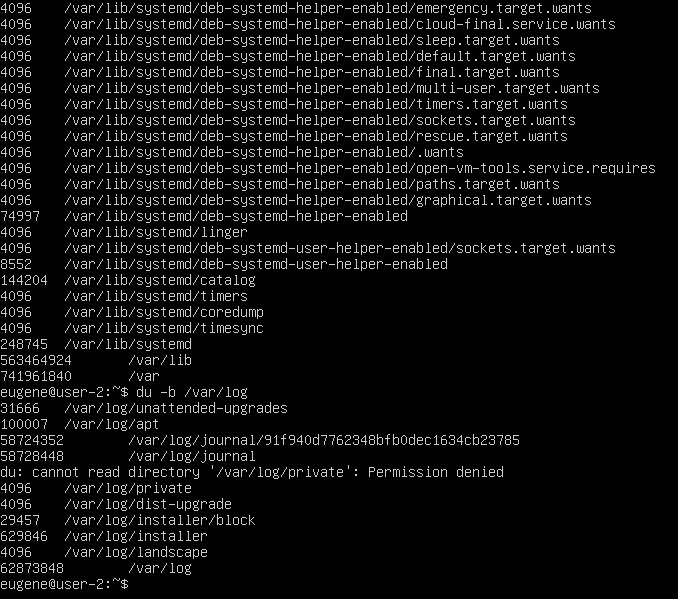 4096    /var/lib/systemd/deb-systemd-helper-enabled/emergency.target.wants
4096    /var/lib/systemd/deb-systemd-helper-enabled/cloud-final.service.wants
4096    /var/lib/systemd/deb-systemd-helper-enabled/sleep.target.wants
4096    /var/lib/systemd/deb-systemd-helper-enabled/default.target.wants
4096    /var/lib/systemd/deb-systemd-helper-enabled/final.target.wants
4096    /var/lib/systemd/deb-systemd-helper-enabled/multi-user.target.wants
4096    /var/lib/systemd/deb-systemd-helper-enabled/timers.target.wants
4096    /var/lib/systemd/deb-systemd-helper-enabled/sockets.target.wants
4096    /var/lib/systemd/deb-systemd-helper-enabled/rescue.target.wants
4096    /var/lib/systemd/deb-systemd-helper-enabled/.wants
4096    /var/lib/systemd/deb-systemd-helper-enabled/open-vm-tools.service.requires
4096    /var/lib/systemd/deb-systemd-helper-enabled/paths.target.wants
4096    /var/lib/systemd/deb-systemd-helper-enabled/graphical.target.wants
74997   /var/lib/systemd/deb-systemd-helper-enabled
4096    /var/lib/systemd/linger
4096    /var/lib/systemd/deb-systemd-user-helper-enabled/sockets.target.wants
8552    /var/lib/systemd/deb-systemd-user-helper-enabled
144204  /var/lib/systemd/catalog
4096    /var/lib/systemd/timers
4096    /var/lib/systemd/coredump
4096    /var/lib/systemd/timesync
248745  /var/lib/systemd
563464924       /var/lib
741961840       /var
eugene@user-2:~$ du -b /var/log
31666   /var/log/unattended-upgrades
100007  /var/log/apt
58724352        /var/log/journal/91f940d7762348bfb0dec1634cb23785
58728448        /var/log/journal
du: cannot read directory '/var/log/private': Permission denied
4096    /var/log/private
4096    /var/log/dist-upgrade
29457   /var/log/installer/block
629846  /var/log/installer
4096    /var/log/landscape
62873848        /var/log
eugene@user-2:~$